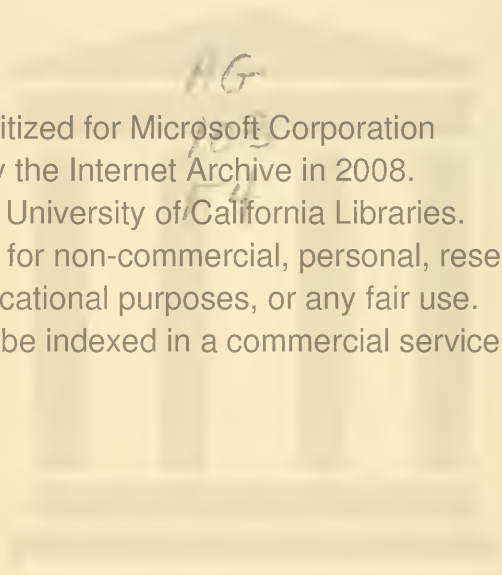 AG
itized for Microsoft Corporation
y the Internet Archive in 2008.
University of California Libraries.
for non-commercial, personal, rese
cational purposes, or any fair use.
be indexed in a commercial service